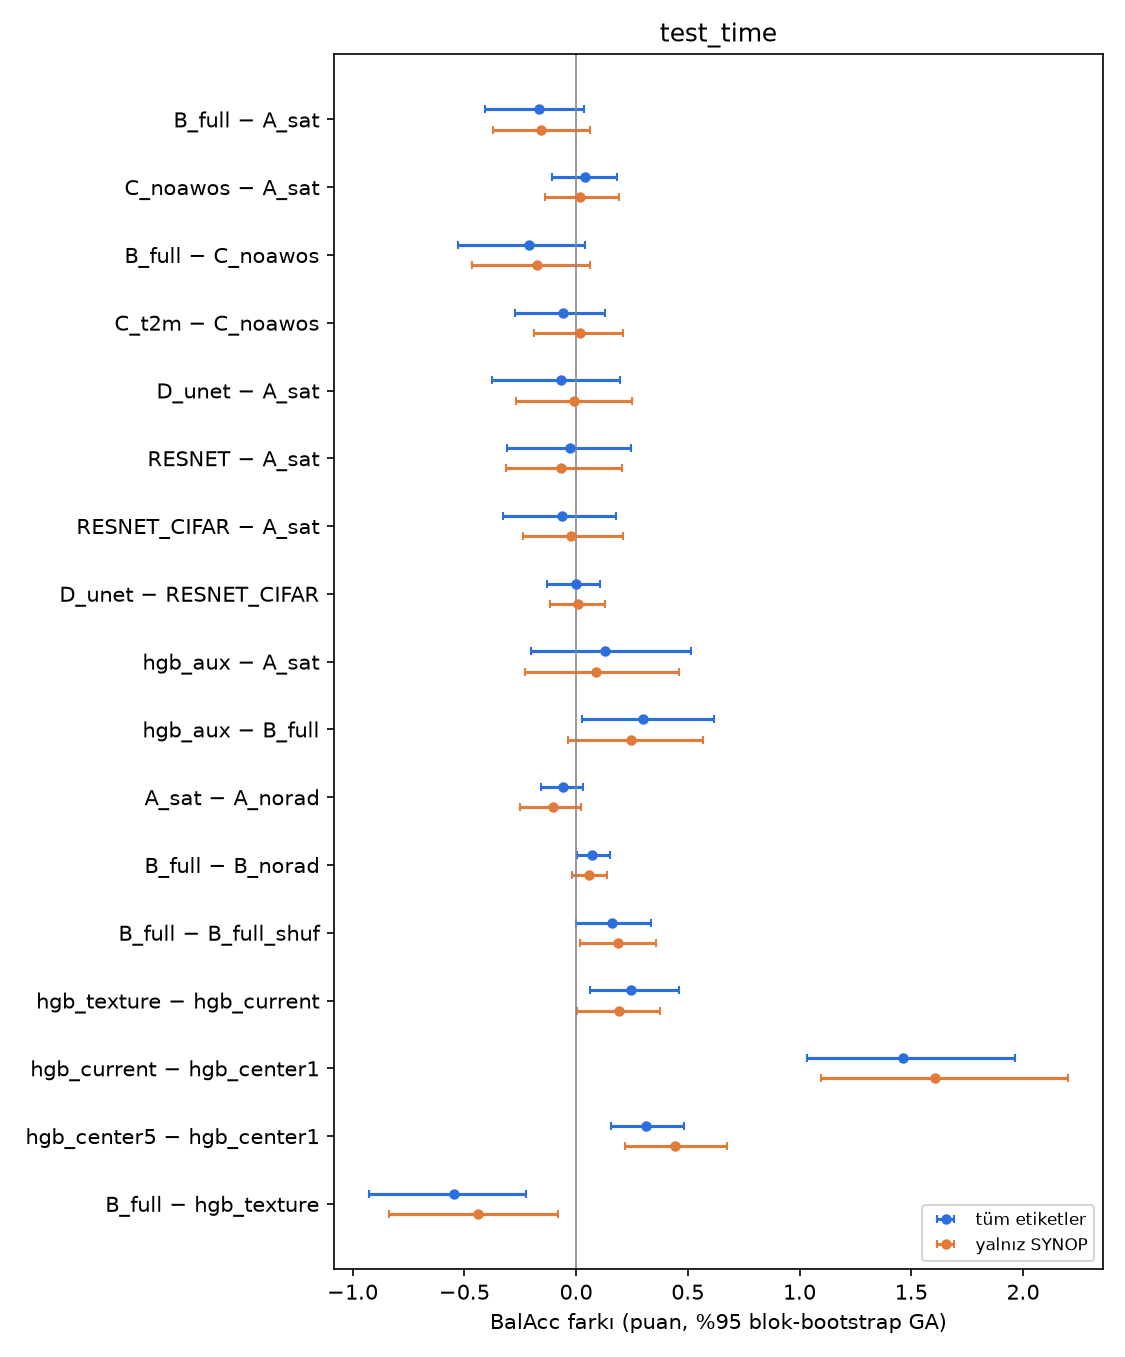 test_time
B_full − A_sat
C_noawos − A_sat
B_full − C_noawos
C_t2m − C_noawos
D_unet − A_sat
RESNET − A_sat
RESNET_CIFAR − A_sat
D_unet − RESNET_CIFAR
hgb_aux − A_sat
hgb_aux − B_full
A_sat − A_norad
B_full − B_norad
B_full − B_full_shuf
hgb_texture − hgb_current
hgb_current − hgb_center1
hgb_center5 − hgb_center1
B_full − hgb_texture
tüm etiketler
yalnız SYNOP
−1.0 −0.5 0.0 0.5 1.0 1.5 2.0
BalAcc farkı (puan, %95 blok-bootstrap GA)